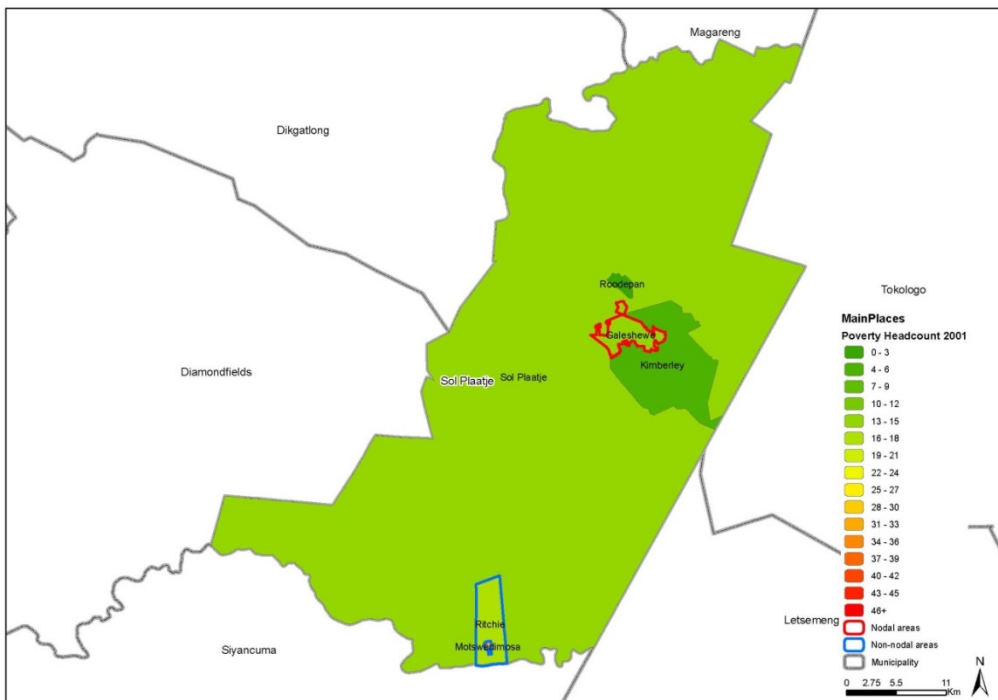 Magareng
Dikgatlong
Roodepan
Tokologo
Galeshewe
Kimberley
Diamondfields
Sol Plaatje
Sol Plaatje
Ritchie
Motswedimosa
Siyancuma
Letsemeng
MainPlaces
Poverty Headcount 2001
0 - 3
4 - 6
7 - 9
10 - 12
13 - 15
16 - 18
19 - 21
22 - 24
25 - 27
28 - 30
31 - 33
34 - 36
37 - 39
40 - 42
43 - 45
46+
Nodal areas
Non-nodal areas
Municipality
0 2.75 5.5 11
Km
N